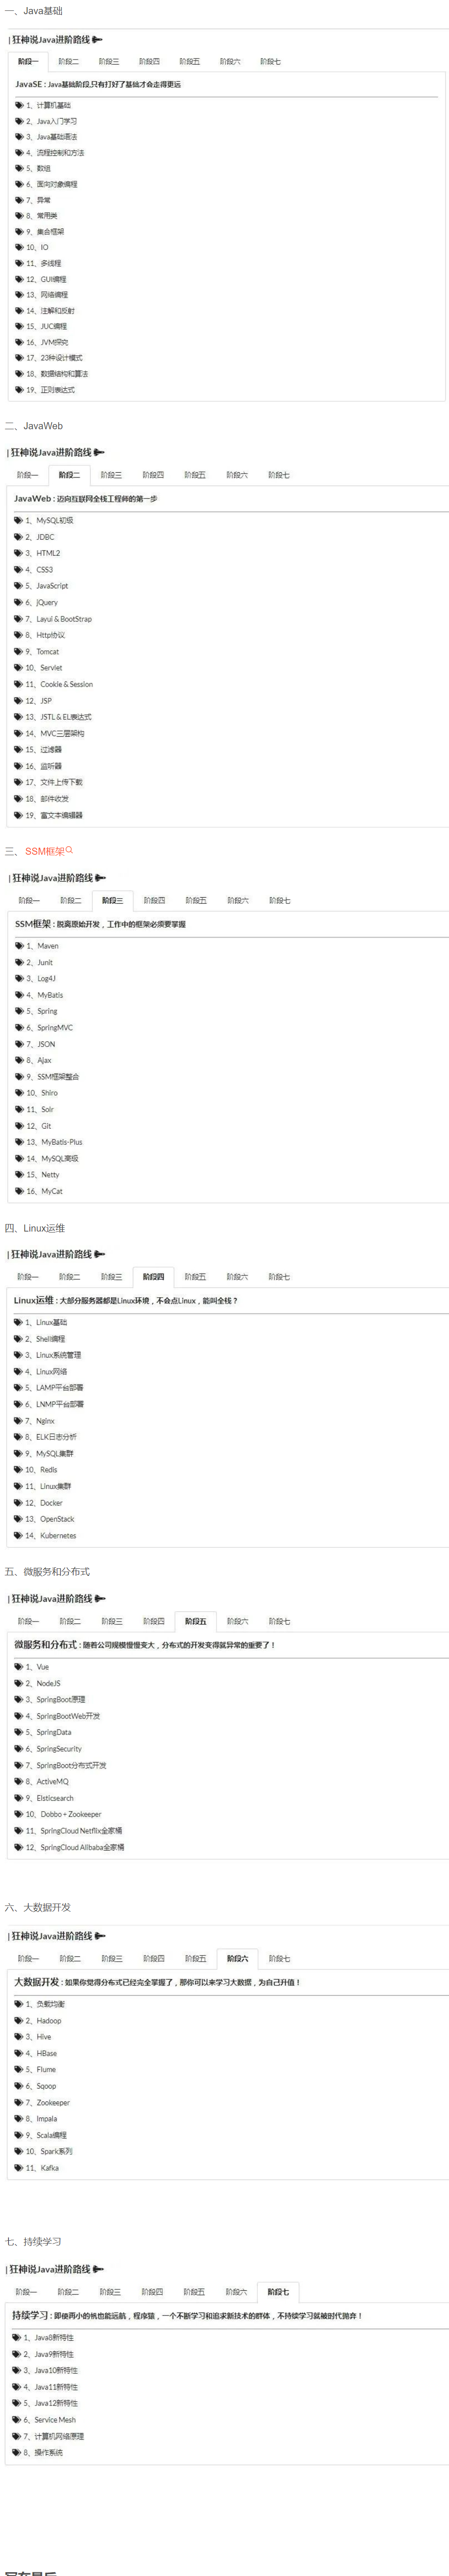 一、Java基础
| 狂神说Java进阶路线
阶段一 阶段二 阶段三 阶段四 阶段五 阶段六 阶段七
JavaSE : Java基础阶段,只有打好了基础才会走得更远
1、计算机基础
2、Java入门学习
3、Java基础语法
4、流程控制和方法
5、数组
6、面向对象编程
7、异常
8、常用类
9、集合框架
10、IO
11、多线程
12、GUI编程
13、网络编程
14、注解和反射
15、JUC编程
16、JVM探究
17、23种设计模式
18、数据结构和算法
19、正则表达式
二、JavaWeb
| 狂神说Java进阶路线
阶段一 阶段二 阶段三 阶段四 阶段五 阶段六 阶段七
JavaWeb : 迈向互联网全栈工程师的第一步
1、MySQL初级
2、JDBC
3、HTML2
4、CSS3
5、JavaScript
6、jQuery
7、Layui & BootStrap
8、Http协议
9、Tomcat
10、Servlet
11、Cookie & Session
12、JSP
13、JSTL & EL表达式
14、MVC三层架构
15、过滤器
16、监听器
17、文件上传下载
18、邮件收发
19、富文本编辑器
三、SSM框架
| 狂神说Java进阶路线
阶段一 阶段二 阶段三 阶段四 阶段五 阶段六 阶段七
SSM框架 : 脱离原始开发，工作中的框架必须要掌握
1、Maven
2、Junit
3、Log4J
4、MyBatis
5、Spring
6、SpringMVC
7、JSON
8、Ajax
9、SSM框架整合
10、Shiro
11、Solr
12、Git
13、MyBatis-Plus
14、MySQL高级
15、Netty
16、MyCat
四、Linux运维
| 狂神说Java进阶路线
阶段一 阶段二 阶段三 阶段四 阶段五 阶段六 阶段七
Linux运维 : 大部分服务器都是Linux环境，不会点Linux，能叫全栈？
1、Linux基础
2、Shell编程
3、Linux系统管理
4、Linux网络
5、LAMP平台部署
6、LNMP平台部署
7、Nginx
8、ELK日志分析
9、MySQL集群
10、Redis
11、Linux集群
12、Docker
13、OpenStack
14、Kubernetes
五、微服务和分布式
| 狂神说Java进阶路线
阶段一 阶段二 阶段三 阶段四 阶段五 阶段六 阶段七
微服务和分布式 : 随着公司规模慢慢变大，分布式的开发变得就异常的重要了！
1、Vue
2、NodeJS
3、SpringBoot原理
4、SpringBootWeb开发
5、SpringData
6、SpringSecurity
7、SpringBoot分布式开发
8、ActiveMQ
9、Elsticsearch
10、Dobbo + Zookeeper
11、SpringCloud Netflix全家桶
12、SpringCloud Alibaba全家桶
六、大数据开发
| 狂神说Java进阶路线
阶段一 阶段二 阶段三 阶段四 阶段五 阶段六 阶段七
大数据开发 : 如果你觉得分布式已经完全掌握了，那你可以来学习大数据，为自己升值！
1、负载均衡
2、Hadoop
3、Hive
4、HBase
5、Flume
6、Sqoop
7、Zookeeper
8、Impala
9、Scala编程
10、Spark系列
11、Kafka
七、持续学习
| 狂神说Java进阶路线
阶段一 阶段二 阶段三 阶段四 阶段五 阶段六 阶段七
持续学习 : 即使再小的帆也能远航，程序猿，一个不断学习和追求新技术的群体，不持续学习就被时代抛弃！
1、Java8新特性
2、Java9新特性
3、Java10新特性
4、Java11新特性
5、Java12新特性
6、Service Mesh
7、计算机网络原理
8、操作系统